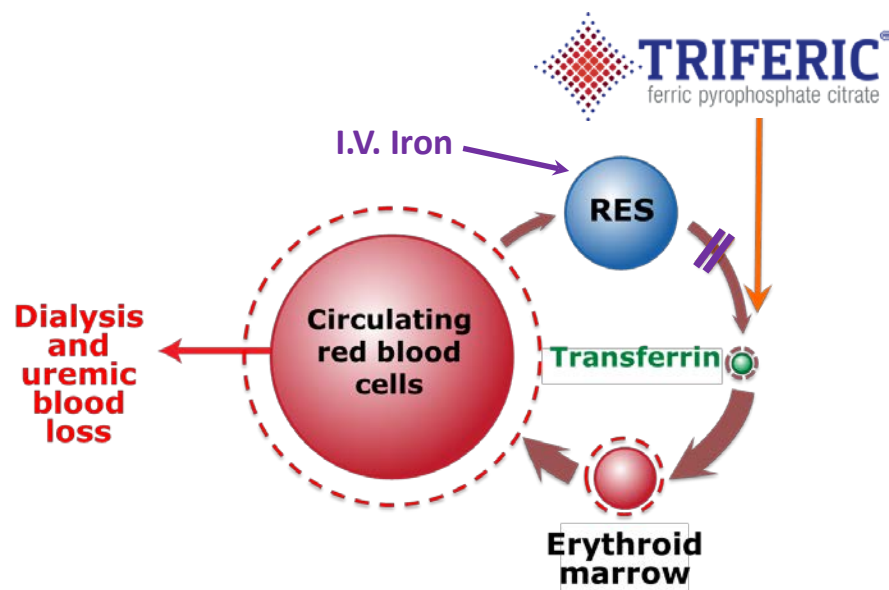 TRIFERIC®
ferric pyrophosphate citrate
I.V. Iron
RES
Circulating
red blood
cells
Dialysis
and
uremic
blood
loss
Transferrin
Erythroid
marrow